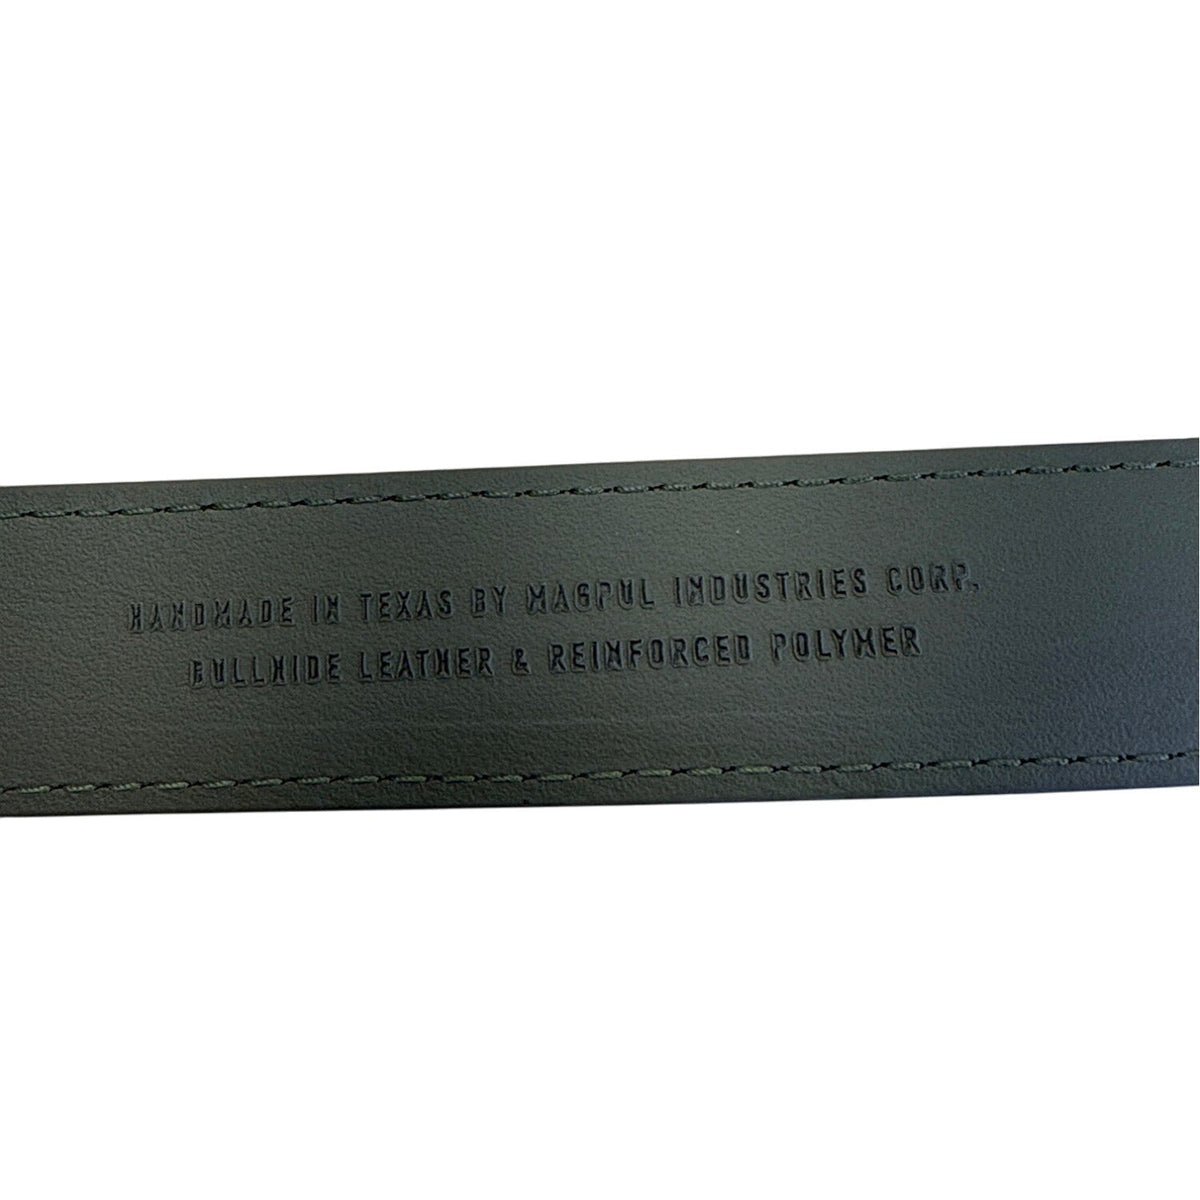 HANDMADE IN TEXAS BY MAGPUL INDUSTRIES CORP.
BULLHIDE LEATHER & REINFORCED POLYMER